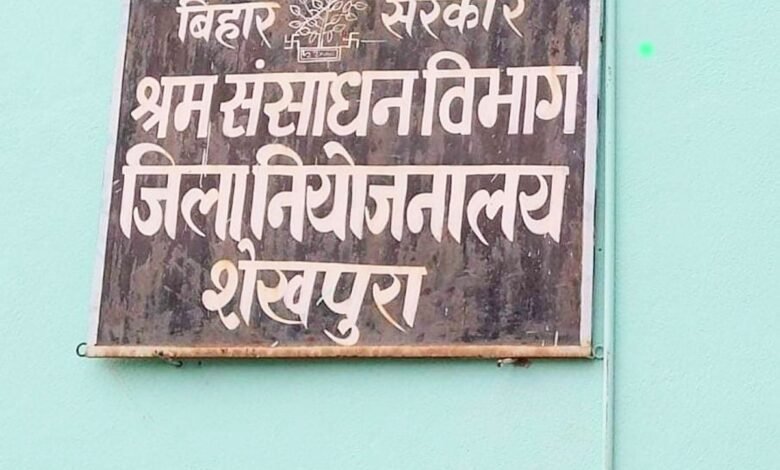 बिहार सरकार
श्रम संसाधन विभाग
जिला नियोजनालय
शेखपुरा